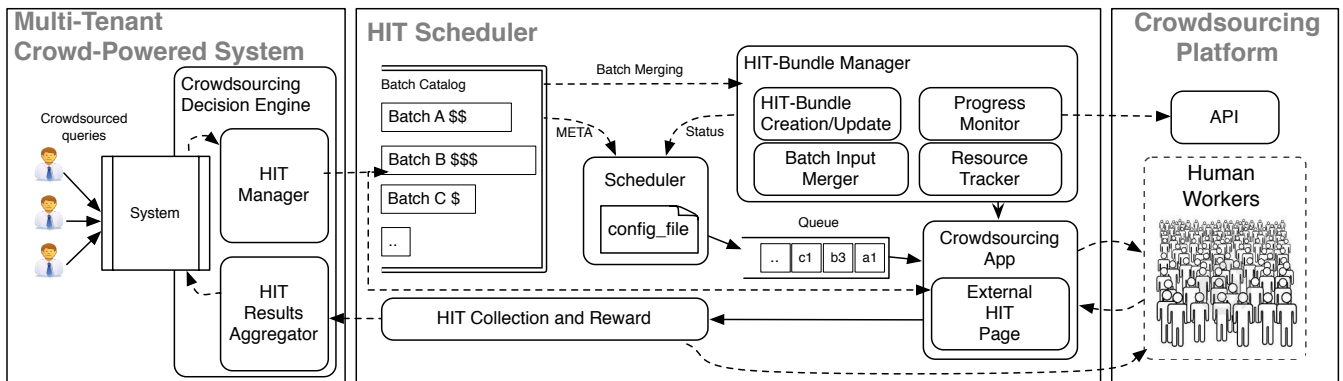 Multi-Tenant
Crowd-Powered System
Crowdsourcing
Decision Engine
Crowdsourced
queries
System
HIT
Manager
HIT
Results
Aggregator
HIT Scheduler
Batch Catalog
Batch A $$
Batch B $$$
Batch C $
..
Batch Merging
META
Status
Scheduler
config_file
HIT-Bundle Manager
HIT-Bundle
Creation/Update
Progress
Monitor
Batch Input
Merger
Resource
Tracker
Queue
.. c1 b3 a1
Crowdsourcing
App
External
HIT
Page
HIT Collection and Reward
Crowdsourcing
Platform
API
Human
Workers